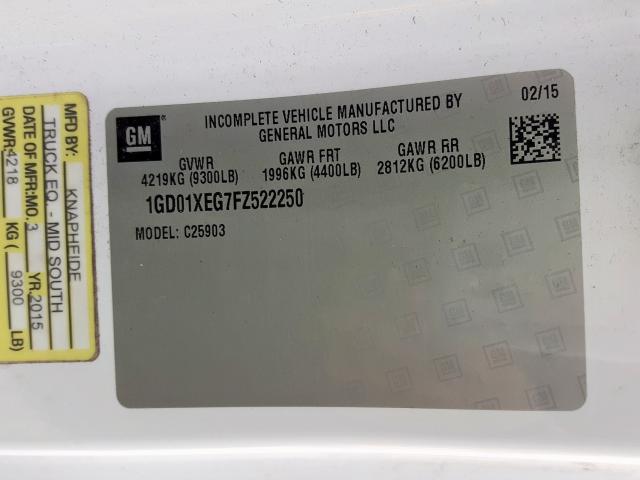 MFD BY: KNAPHEIDE
TRUCK EQ. - MID SOUTH
DATE OF MFR:MO. 3 YR.2015
GVWR:4218 KG ( 9300 LB)
GM
INCOMPLETE VEHICLE MANUFACTURED BY
GENERAL MOTORS LLC
02/15
GVWR GAWR FRT GAWR RR
4219KG (9300LB) 1996KG (4400LB) 2812KG (6200LB)
1GD01XEG7FZ522250
MODEL: C25903